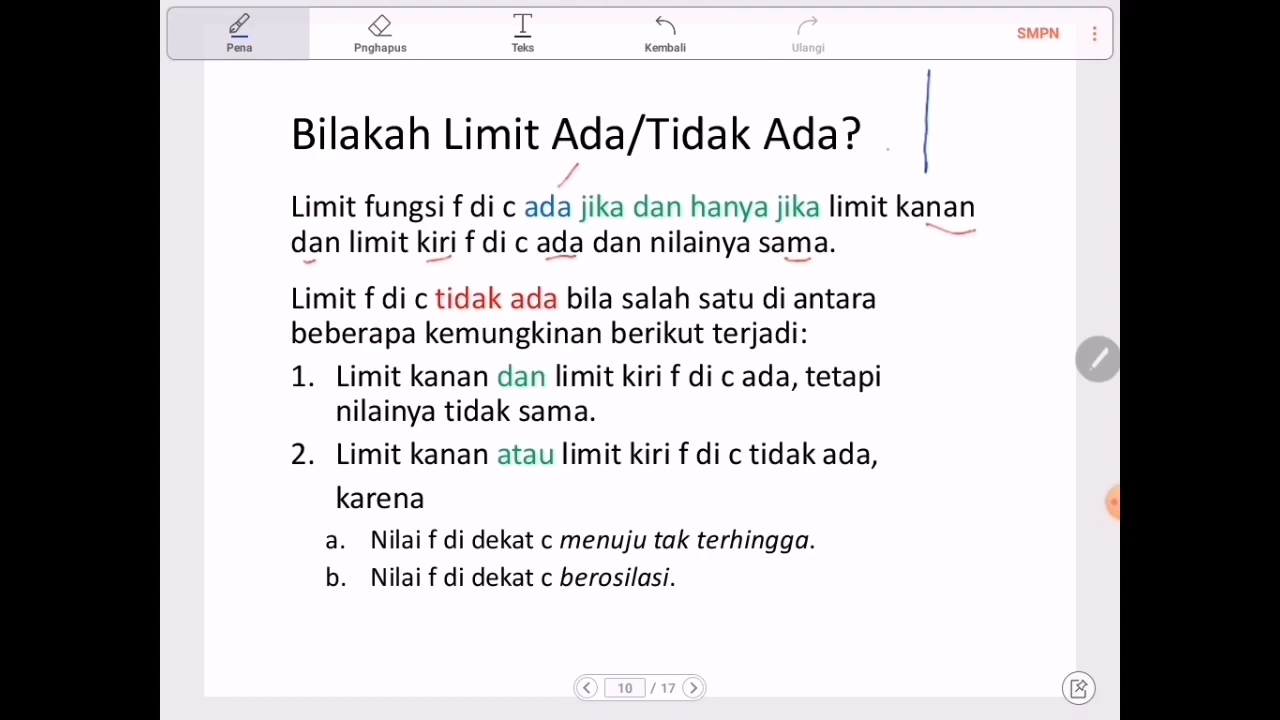 Pena
Pnghapus
Teks
Kembali
Ulangi
SMPN
Bilakah Limit Ada/Tidak Ada?
Limit fungsi f di c ada jika dan hanya jika limit kanan
dan limit kiri f di c ada dan nilainya sama.
Limit f di c tidak ada bila salah satu di antara
beberapa kemungkinan berikut terjadi:
1. Limit kanan dan limit kiri f di c ada, tetapi
nilainya tidak sama.
2. Limit kanan atau limit kiri f di c tidak ada,
karena
a. Nilai f di dekat c menuju tak terhingga.
b. Nilai f di dekat c berosilasi.
10 / 17